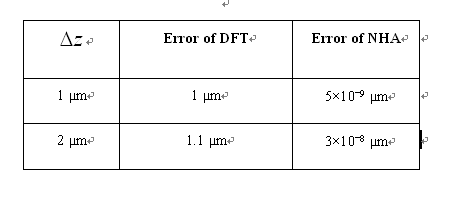 Δz Error of DFT Error of NHA
1 μm 1 μm 5×10⁻⁹ μm
2 μm 1.1 μm 3×10⁻⁸ μm